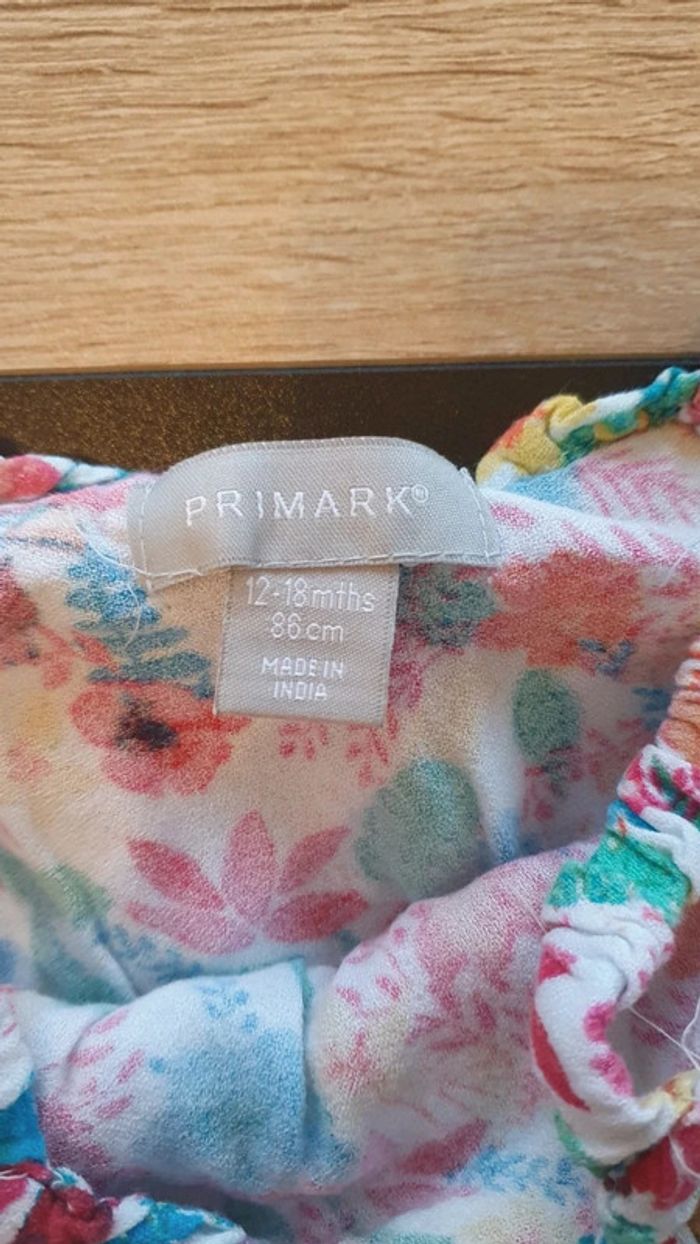 PRIMARK®
12-18mths
86cm
MADE IN
INDIA